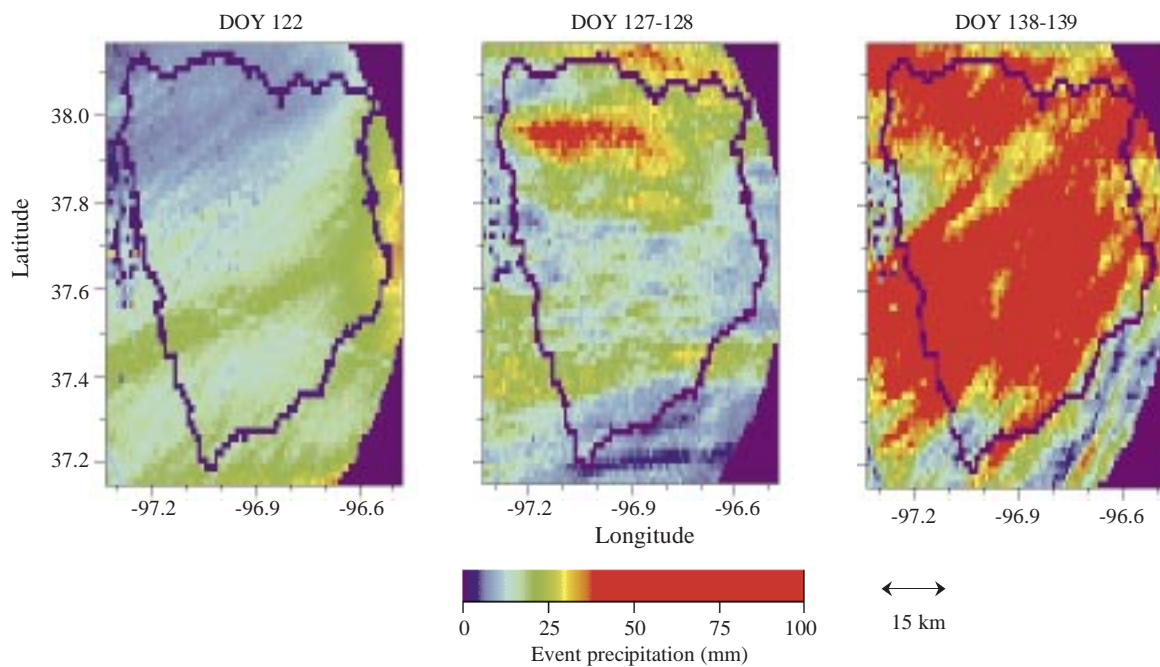 DOY 122
DOY 127-128
DOY 138-139
Latitude
38.0
37.8
37.6
37.4
37.2
-97.2 -96.9 -96.6
-97.2 -96.9 -96.6
-97.2 -96.9 -96.6
Longitude
0 25 50 75 100
Event precipitation (mm)
15 km